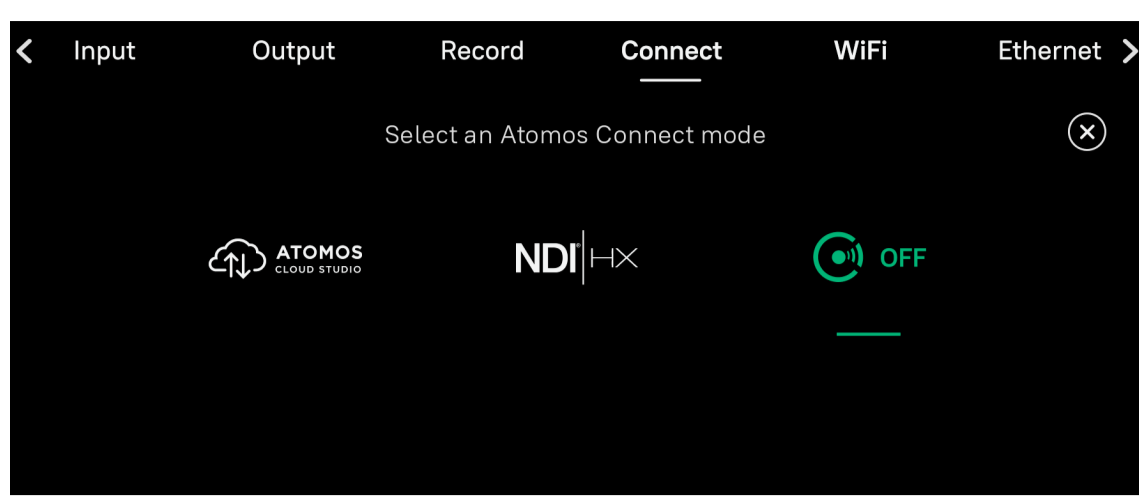 Input Output Record Connect WiFi Ethernet
Select an Atomos Connect mode
ATOMOS
CLOUD STUDIO
NDI® HX
OFF